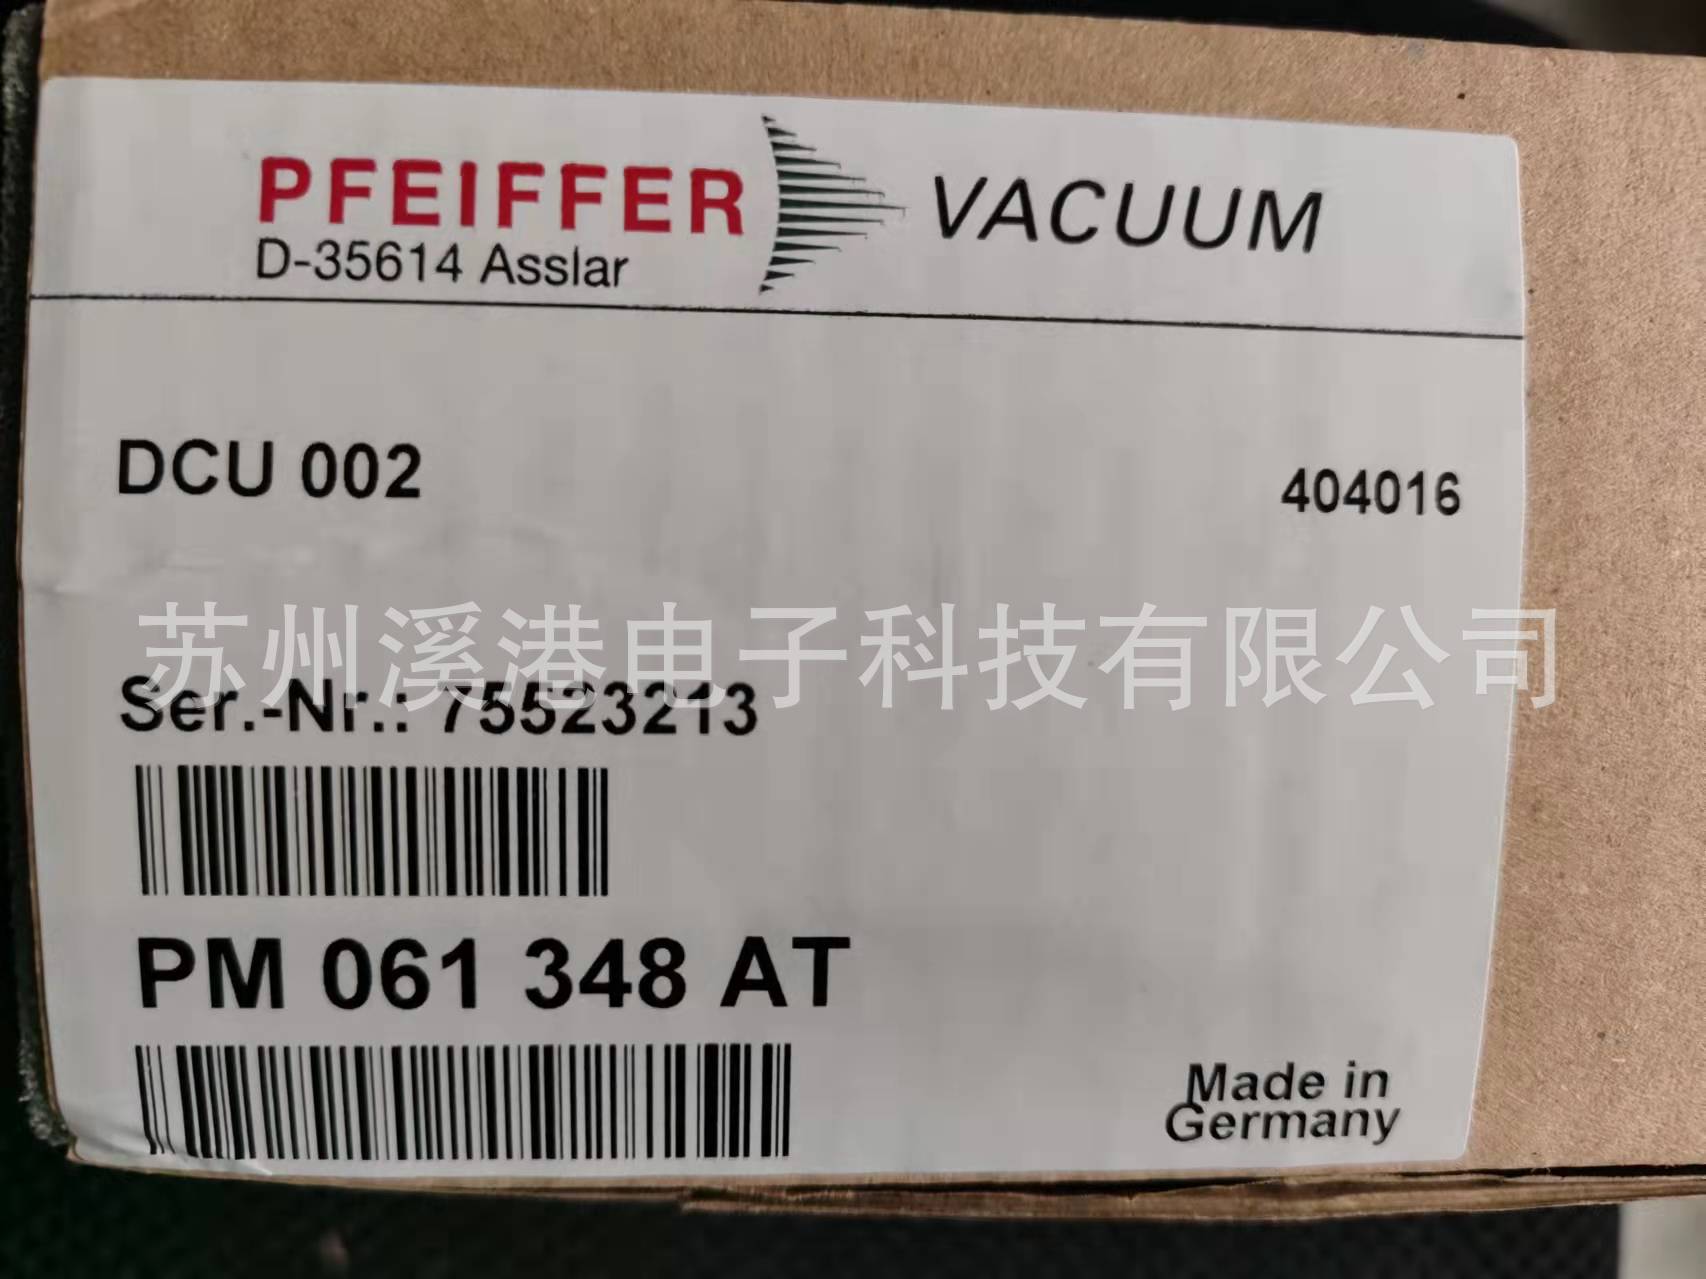 PFEIFFER VACUUM
D-35614 Asslar
DCU 002 404016
苏州溪港电子科技有限公司
Ser.-Nr.: 75523213
PM 061 348 AT
Made in
Germany